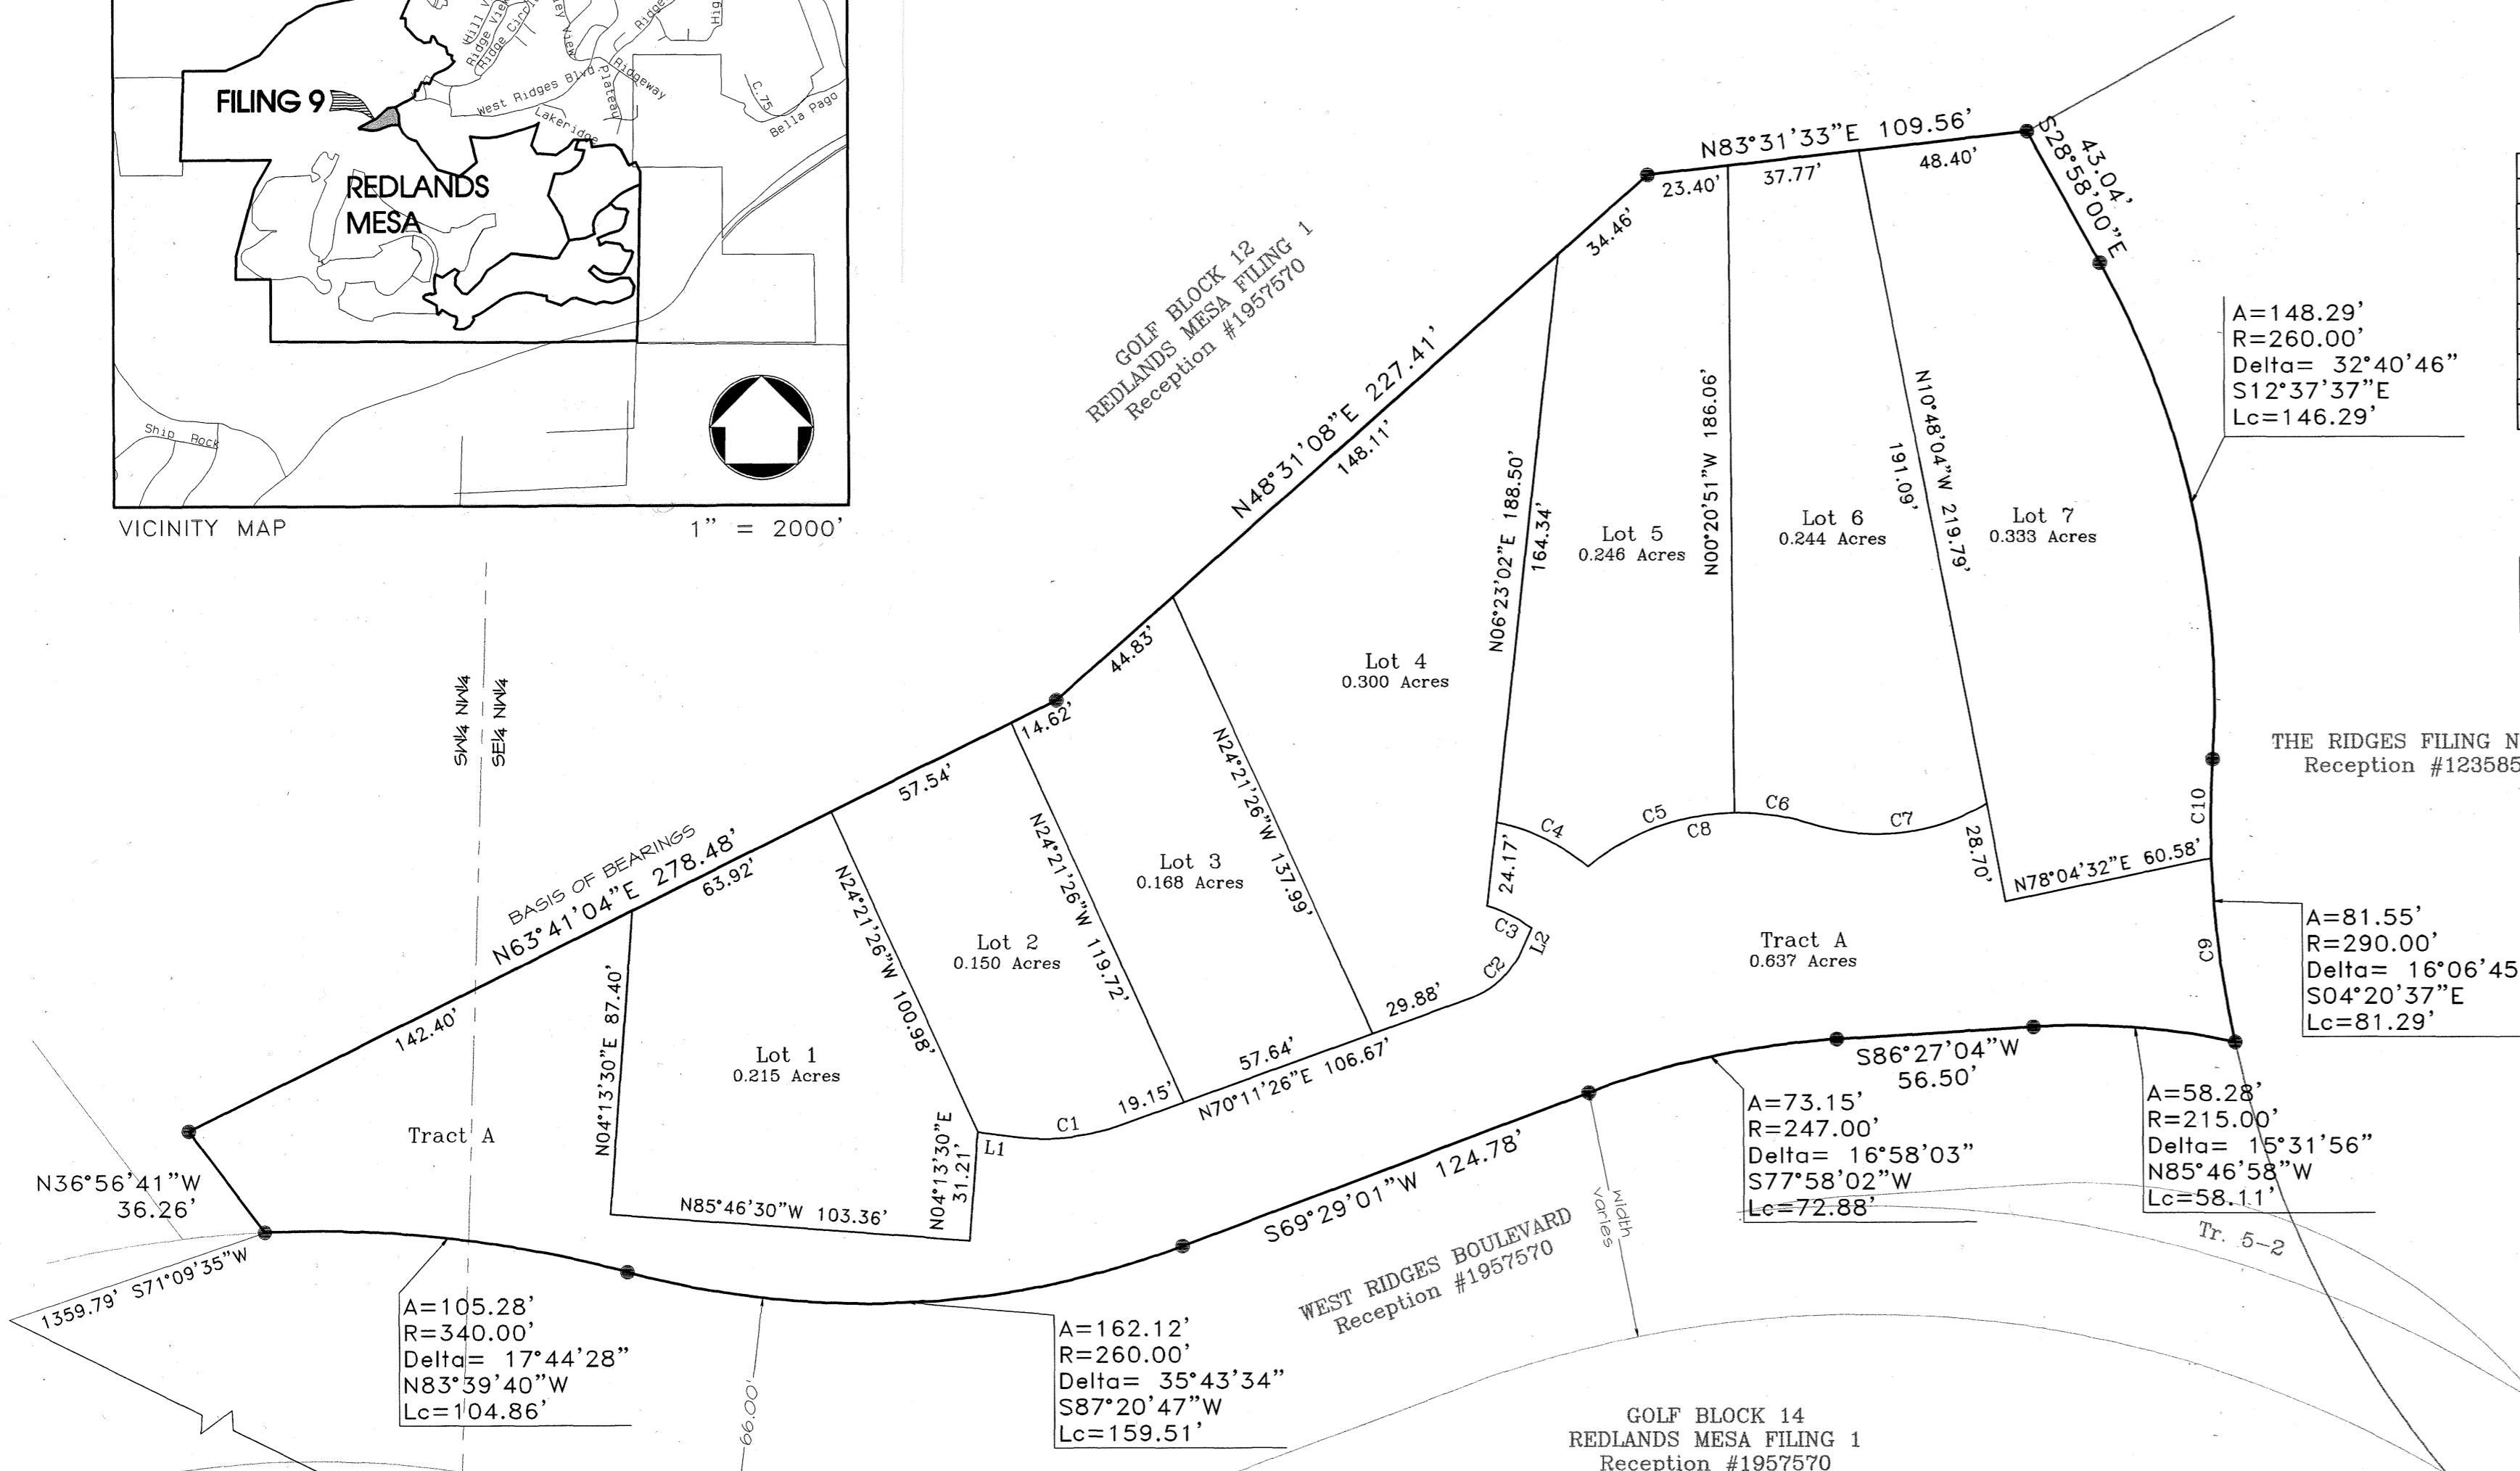 Hill V
Ridge View
Ridge Circl
ley View
Ridge
Hig
FILING 9
West Ridges Blvd.
Plateau
Ridgeway
Lakeridge
C.75
Bella Pago
REDLANDS
MESA
Ship Rock
VICINITY MAP
1" = 2000'
GOLF BLOCK 12
REDLANDS MESA FILING 1
Reception #1957570
N83°31'33"E 109.56'
23.40'
37.77'
48.40'
S28°58'00"E
43.04'
34.46'
N48°31'08"E 227.41'
148.11'
44.83'
A=148.29'
R=260.00'
Delta= 32°40'46"
S12°37'37"E
Lc=146.29'
N06°23'02"E 188.50'
164.34'
24.17'
N00°20'51"W 186.06'
N10°48'04"W 219.79'
191.09'
28.70'
Lot 5
0.246 Acres
Lot 6
0.244 Acres
Lot 7
0.333 Acres
Lot 4
0.300 Acres
SW¼ NW¼
SE¼ NW¼
BASIS OF BEARINGS
N63°41'04"E 278.48'
142.40'
63.92'
57.54'
14.62'
N24°21'26"W 100.98'
N24°21'26"W 119.72'
N24°21'26"W 137.99'
THE RIDGES FILING N
Reception #123585
C4
C5
C8
C6
C7
C10
N78°04'32"E 60.58'
Lot 3
0.168 Acres
Lot 2
0.150 Acres
C3
L2
C2
29.88'
Tract A
0.637 Acres
C9
A=81.55'
R=290.00'
Delta= 16°06'45
S04°20'37"E
Lc=81.29'
N04°13'30"E 87.40'
Lot 1
0.215 Acres
N04°13'30"E
31.21'
L1
C1
19.15'
57.64'
N70°11'26"E 106.67'
S86°27'04"W
56.50'
Tract A
N36°56'41"W
36.26'
N85°46'30"W 103.36'
S69°29'01"W 124.78'
A=73.15'
R=247.00'
Delta= 16°58'03"
S77°58'02"W
Lc=72.88'
A=58.28'
R=215.00'
Delta= 15°31'56"
N85°46'58"W
Lc=58.11'
width
varies
WEST RIDGES BOULEVARD
Reception #1957570
Tr. 5-2
1359.79' S71°09'35"W
A=105.28'
R=340.00'
Delta= 17°44'28"
N83°39'40"W
Lc=104.86'
66.00'
A=162.12'
R=260.00'
Delta= 35°43'34"
S87°20'47"W
Lc=159.51'
GOLF BLOCK 14
REDLANDS MESA FILING 1
Reception #1957570